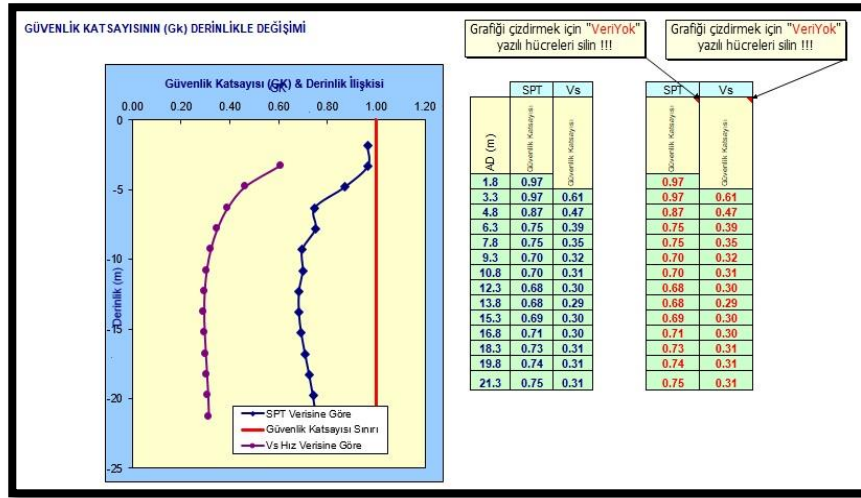 GÜVENLİK KATSAYISININ (Gk) DERİNLİKLE DEĞİŞİMİ
Grafiği çizdirmek için "VeriYok"
yazılı hücreleri silin !!!
Grafiği çizdirmek için "VeriYok"
yazılı hücreleri silin !!!
Güvenlik Katsayısı (GK) & Derinlik İlişkisi
GK
0.00 0.20 0.40 0.60 0.80 1.00 1.20
0
-5
-10
-15
-20
-25
Derinlik (m)
SPT Verisine Göre
Güvenlik Katsayısı Sınırı
Vs Hız Verisine Göre
SPT Vs
AD (m) Güvenlik Katsayısı Güvenlik Katsayısı
1.8 0.97
3.3 0.97 0.61
4.8 0.87 0.47
6.3 0.75 0.39
7.8 0.75 0.35
9.3 0.70 0.32
10.8 0.70 0.31
12.3 0.68 0.30
13.8 0.68 0.29
15.3 0.69 0.30
16.8 0.71 0.30
18.3 0.73 0.31
19.8 0.74 0.31
21.3 0.75 0.31
SPT Vs
Güvenlik Katsayısı Güvenlik Katsayısı
0.97
0.97 0.61
0.87 0.47
0.75 0.39
0.75 0.35
0.70 0.32
0.70 0.31
0.68 0.30
0.68 0.29
0.69 0.30
0.71 0.30
0.73 0.31
0.74 0.31
0.75 0.31